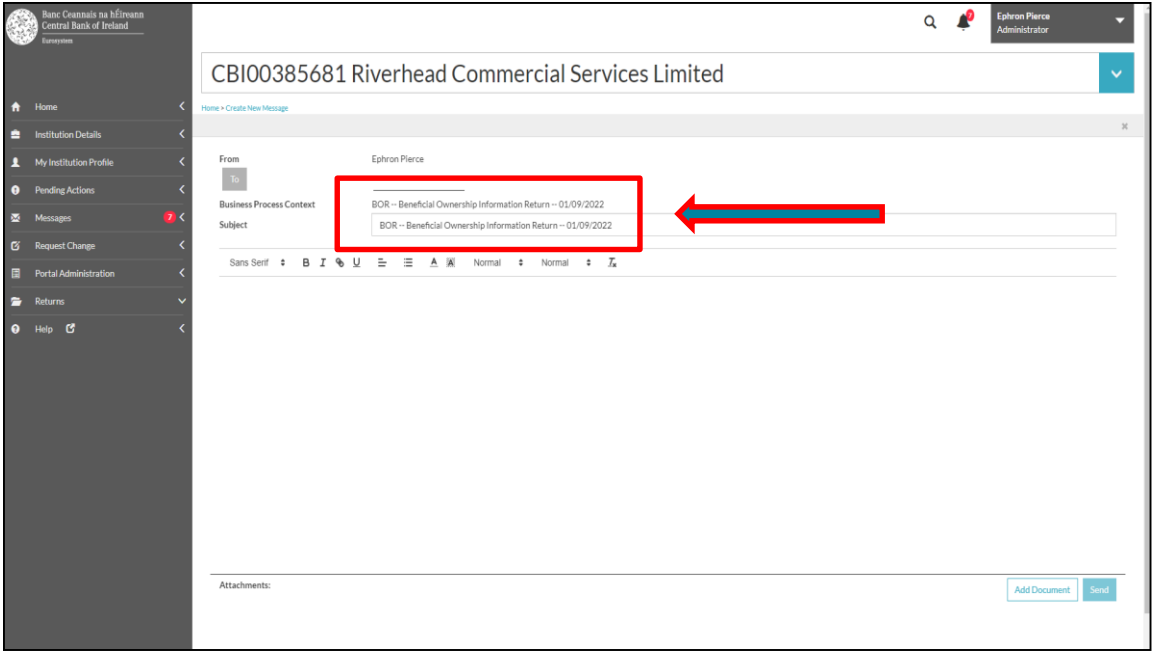 Banc Ceannais na hÉireann
Central Bank of Ireland
Eurosystem
7
Ephron Pierce
Administrator
CBI00385681 Riverhead Commercial Services Limited
Home
Institution Details
My Institution Profile
Pending Actions
Messages 7
Request Change
Portal Administration
Returns
Help
Home > Create New Message
x
From Ephron Pierce
To
Business Process Context BOR -- Beneficial Ownership Information Return -- 01/09/2022
Subject BOR -- Beneficial Ownership Information Return -- 01/09/2022
Sans Serif B I U A A Normal Normal Tx
Attachments:
Add Document Send